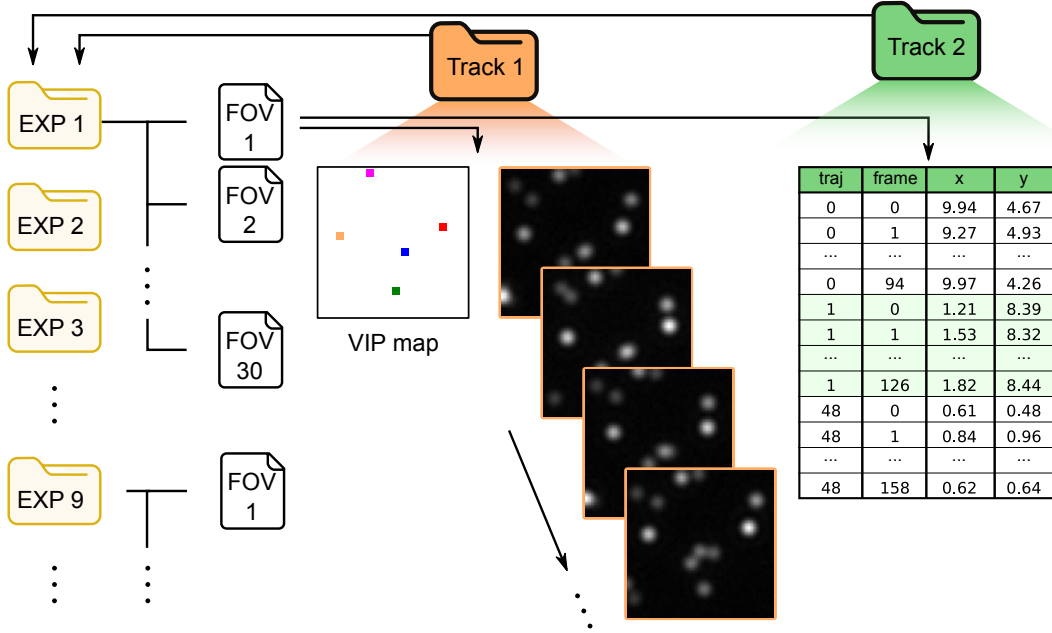 Track 1
Track 2
EXP 1
FOV
1
FOV
2
EXP 2
EXP 3
FOV
30
EXP 9
FOV
1
VIP map
traj frame x y
0 0 9.94 4.67
0 1 9.27 4.93
... ... ...
0 94 9.97 4.26
1 0 1.21 8.39
1 1 1.53 8.32
... ... ... ...
1 126 1.82 8.44
48 0 0.61 0.48
48 1 0.84 0.96
... ... ...
48 158 0.62 0.64